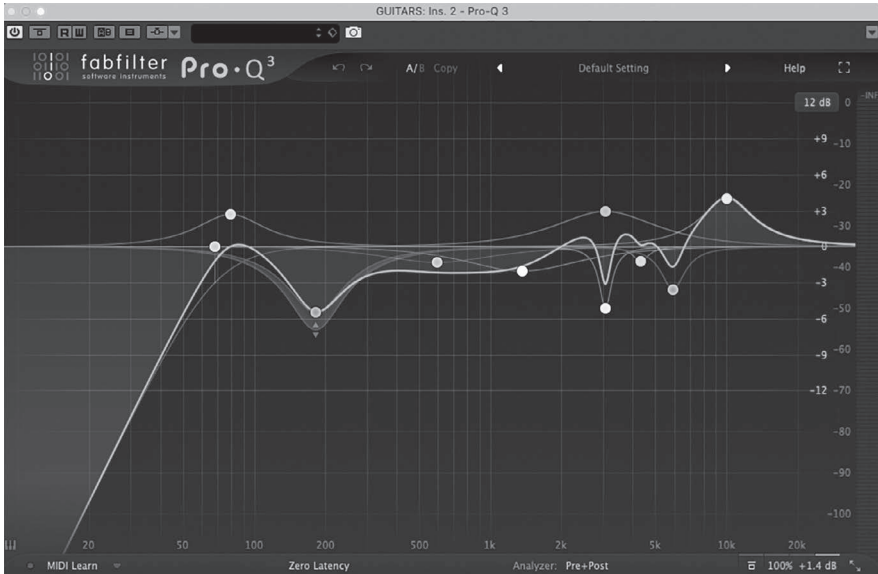 GUITARS: Ins. 2 - Pro-Q 3
R W
fabfilter
software instruments
Pro·Q3
A/B Copy
Default Setting
Help
12 dB 0
-INF
+9 -10
+6 -20
+3 -30
0 -40
-3
-6 -50
-9 -60
-12 -70
-80
-90
-100
20 50 100 200 500 1k 2k 5k 10k 20k
MIDI Learn
Zero Latency
Analyzer: Pre+Post
100% +1.4 dB